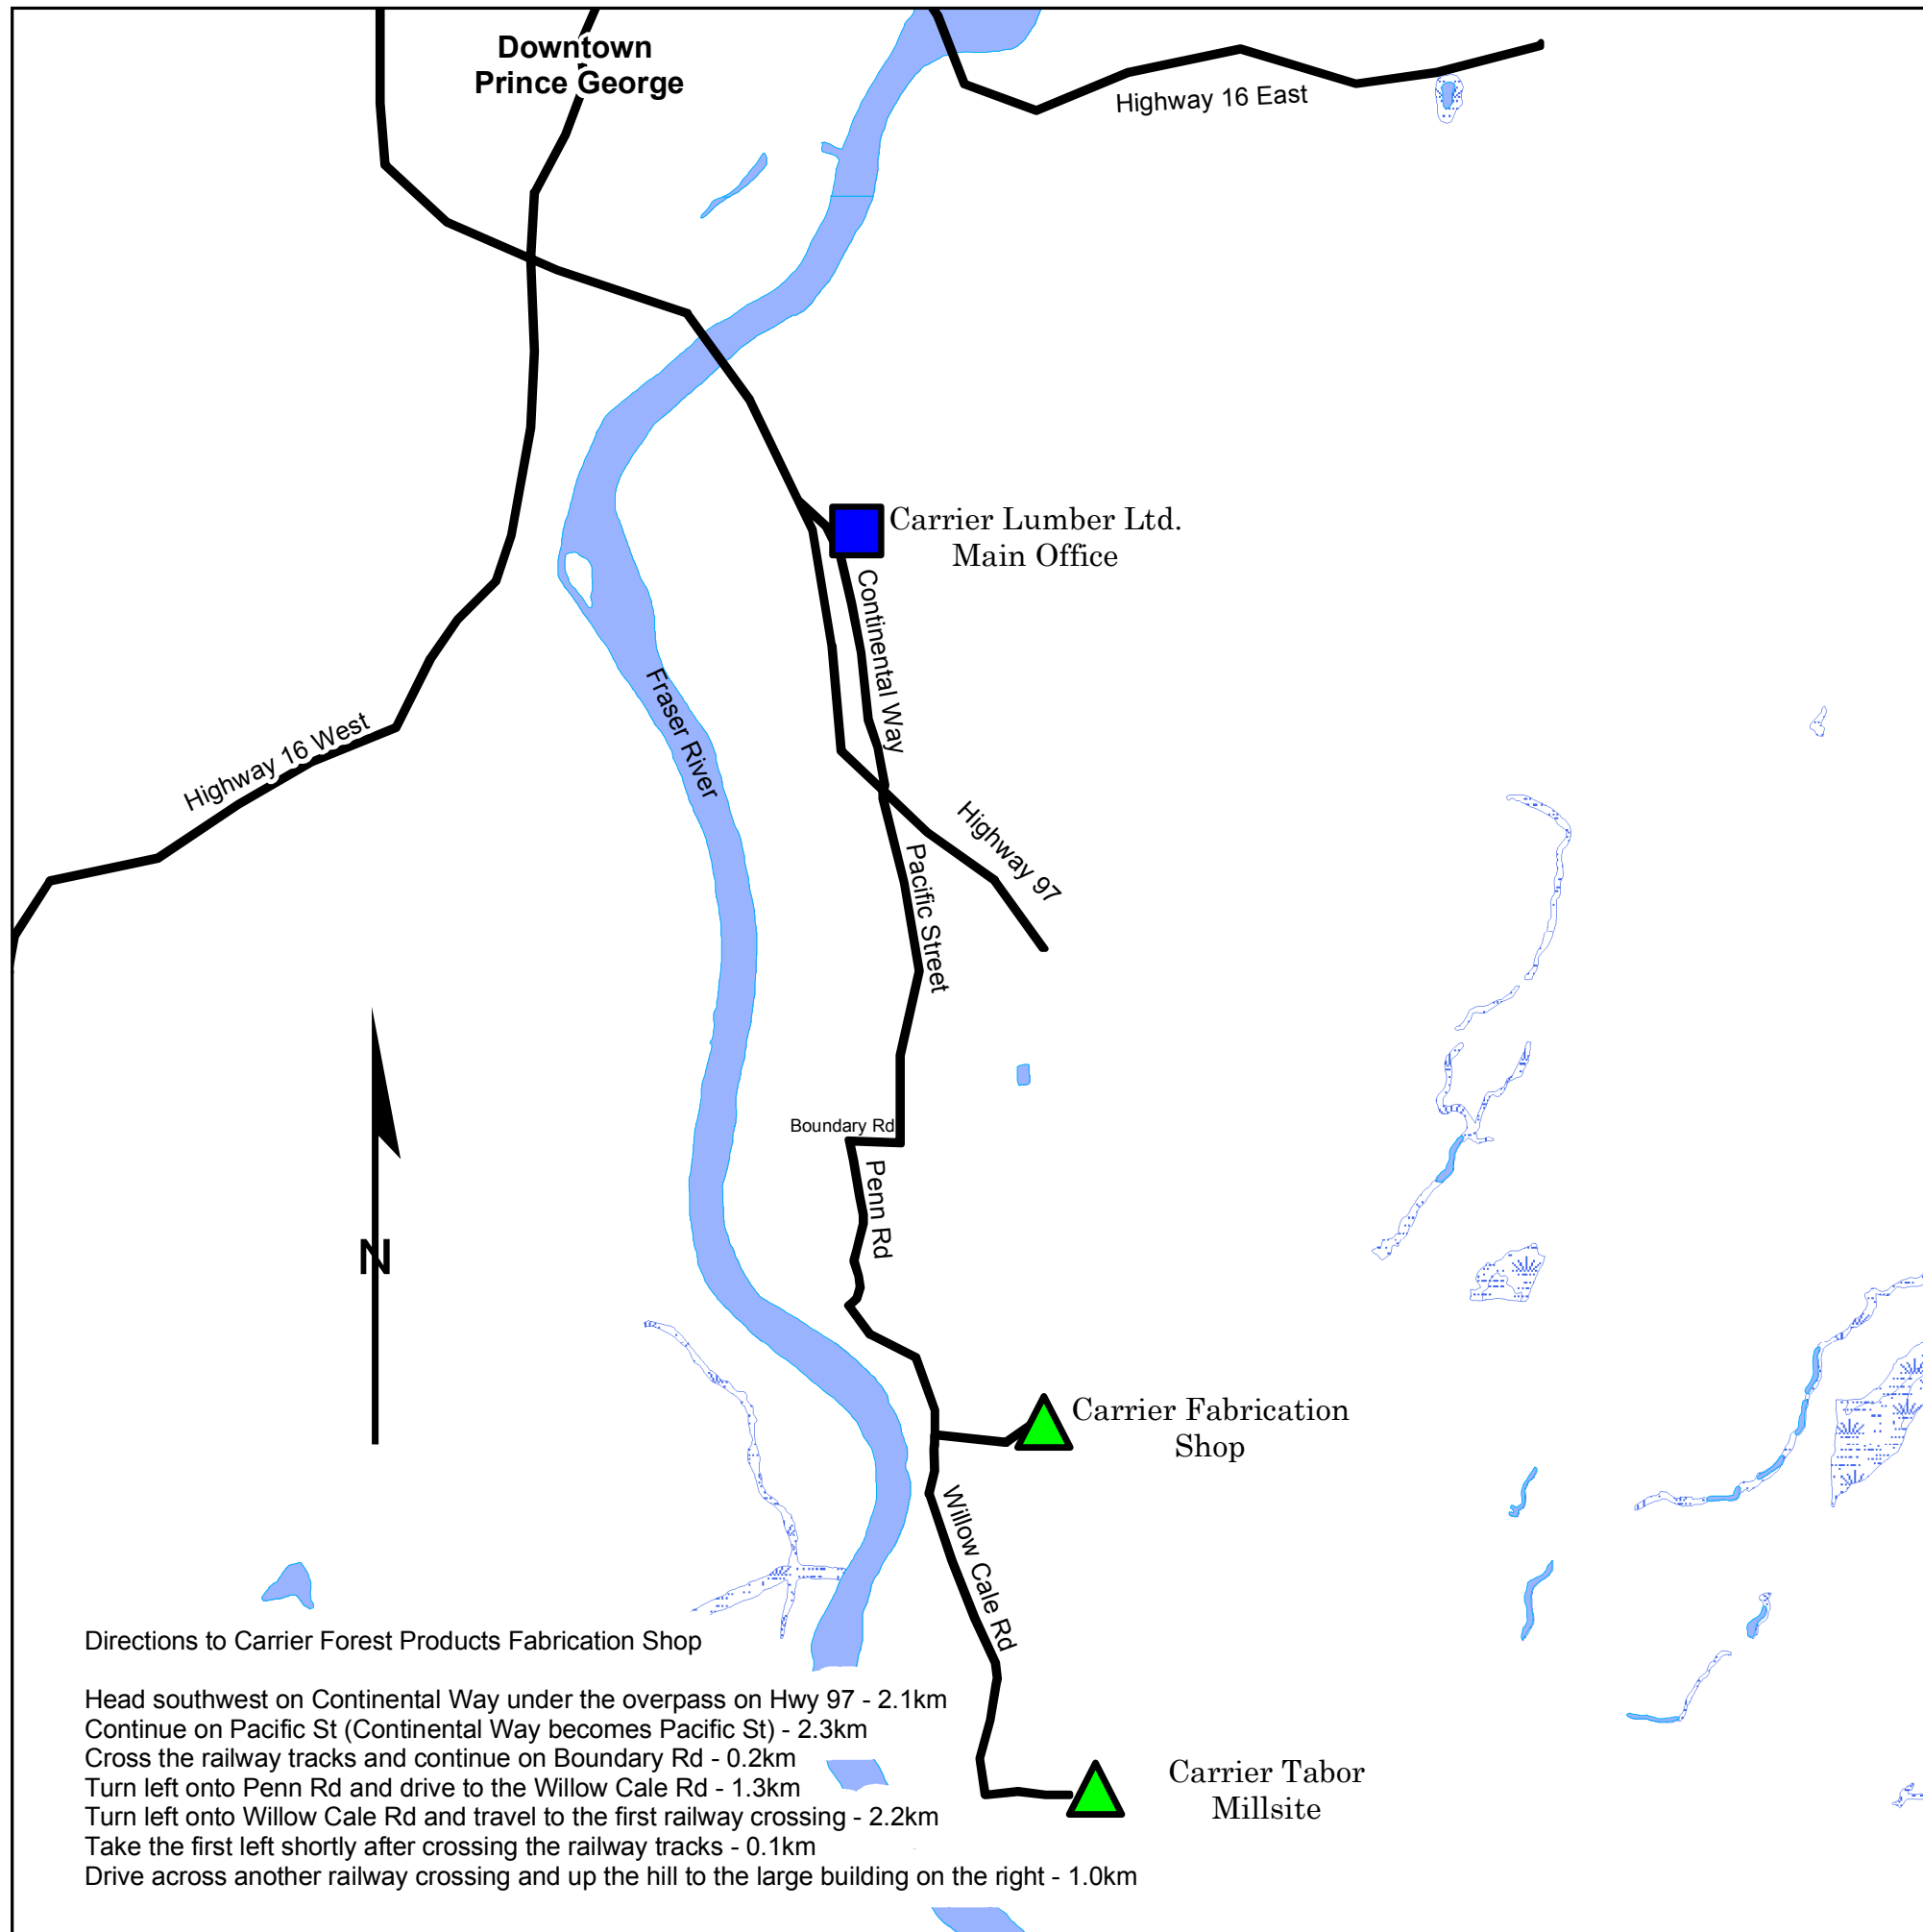 Downtown
Prince George
Highway 16 East
Carrier Lumber Ltd.
Main Office
Continental Way
Fraser River
Highway 16 West
Highway 97
Pacific Street
Boundary Rd
Penn Rd
N
Carrier Fabrication
Shop
Willow Cale Rd
Directions to Carrier Forest Products Fabrication Shop
Head southwest on Continental Way under the overpass on Hwy 97 - 2.1km
Continue on Pacific St (Continental Way becomes Pacific St) - 2.3km
Cross the railway tracks and continue on Boundary Rd - 0.2km
Turn left onto Penn Rd and drive to the Willow Cale Rd - 1.3km
Turn left onto Willow Cale Rd and travel to the first railway crossing - 2.2km
Take the first left shortly after crossing the railway tracks - 0.1km
Drive across another railway crossing and up the hill to the large building on the right - 1.0km
Carrier Tabor
Millsite